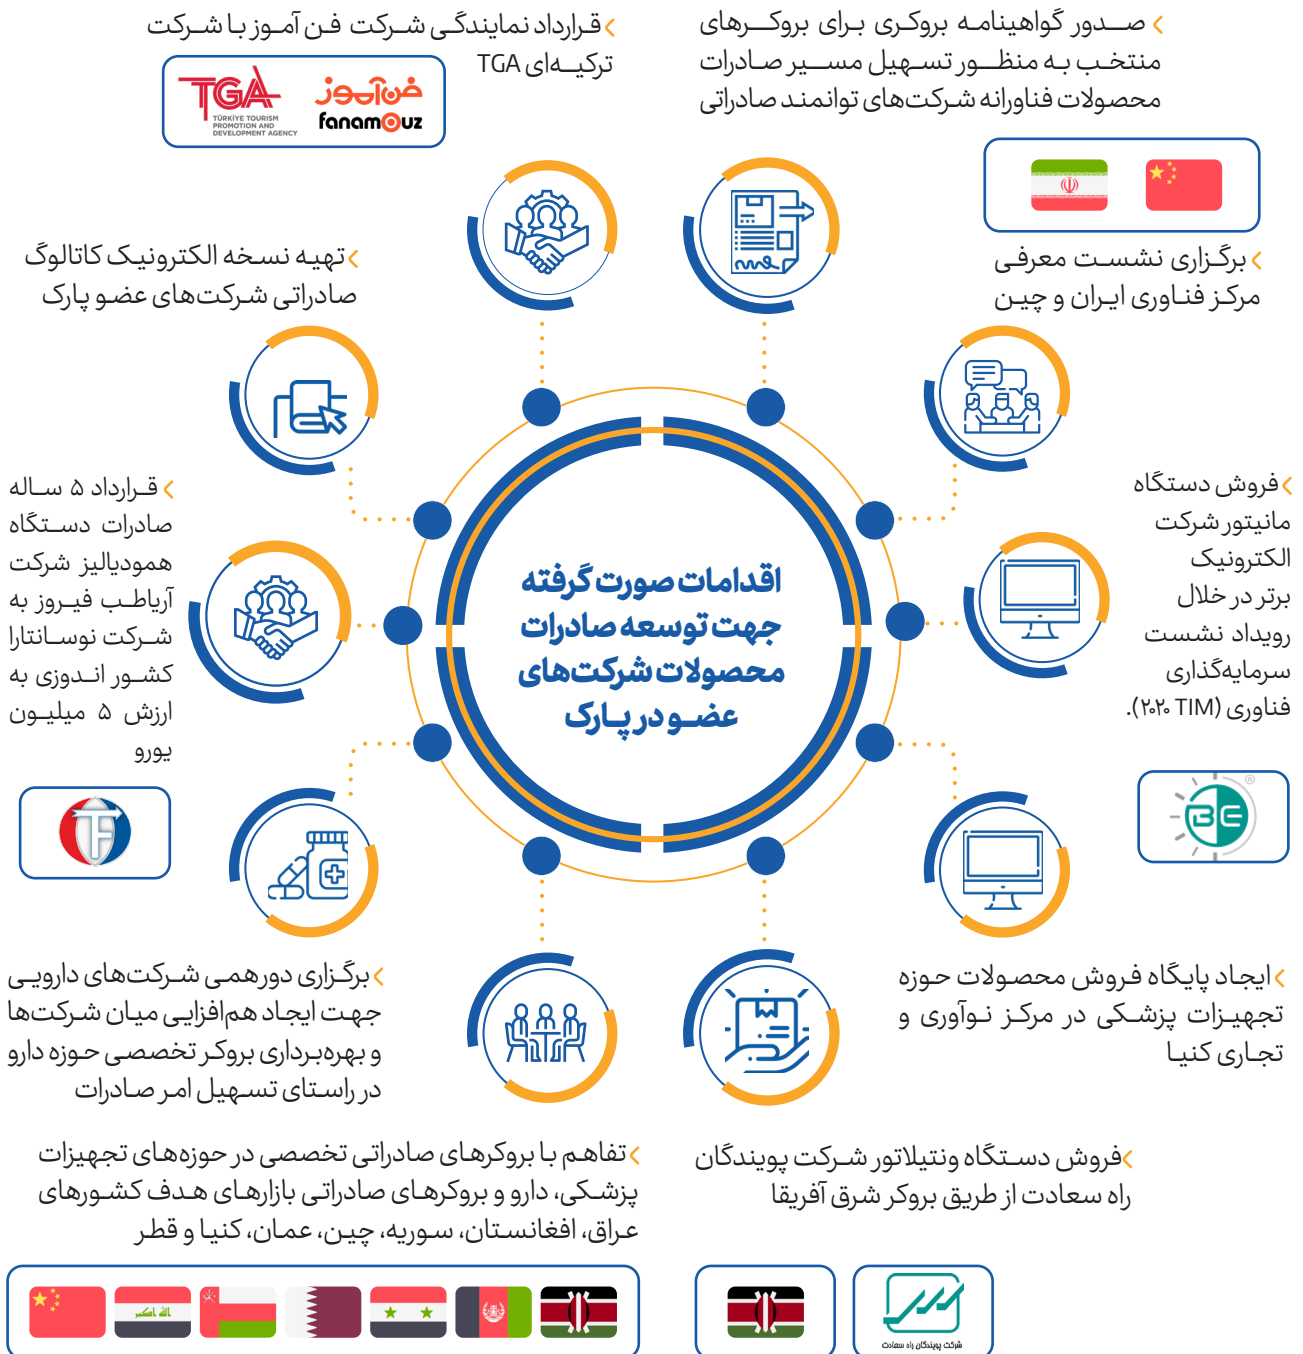 صدور گواهینامه بروکری برای بروکرهای
منتخب به منظور تسهیل مسیر صادرات
محصولات فناورانه شرکت‌های توانمند صادراتی
قرارداد نمایندگی شرکت فن آموز با شرکت
ترکیه‌ای TGA
TGA
TÜRKİYE TOURISM
PROMOTION AND
DEVELOPMENT AGENCY
فن‌آموز
fanamouz
برگزاری نشست معرفی
مرکز فناوری ایران و چین
تهیه نسخه الکترونیک کاتالوگ
صادراتی شرکت‌های عضو پارک
فروش دستگاه
مانیتور شرکت
الکترونیک
برتر در خلال
رویداد نشست
سرمایه‌گذاری
فناوری (TIM ۲۰۲۰).
BE
®
قرارداد ۵ ساله
صادرات دستگاه
همودیالیز شرکت
آریاطب فیروز به
شرکت نوسانتارا
کشور اندوزی به
ارزش ۵ میلیون
یورو
TF
اقدامات صورت گرفته
جهت توسعه صادرات
محصولات شرکت‌های
عضو در پارک
ایجاد پایگاه فروش محصولات حوزه
تجهیزات پزشکی در مرکز نوآوری و
تجاری کنیا
برگزاری دورهمی شرکت‌های دارویی
جهت ایجاد هم‌افزایی میان شرکت‌ها
و بهره‌برداری بروکر تخصصی حوزه دارو
در راستای تسهیل امر صادرات
فروش دستگاه ونتیلاتور شرکت پویندگان
راه سعادت از طریق بروکر شرق آفریقا
شرکت پویندگان راه سعادت
تفاهم با بروکرهای صادراتی تخصصی در حوزه‌های تجهیزات
پزشکی، دارو و بروکرهای صادراتی بازارهای هدف کشورهای
عراق، افغانستان، سوریه، چین، عمان، کنیا و قطر
الله اكبر